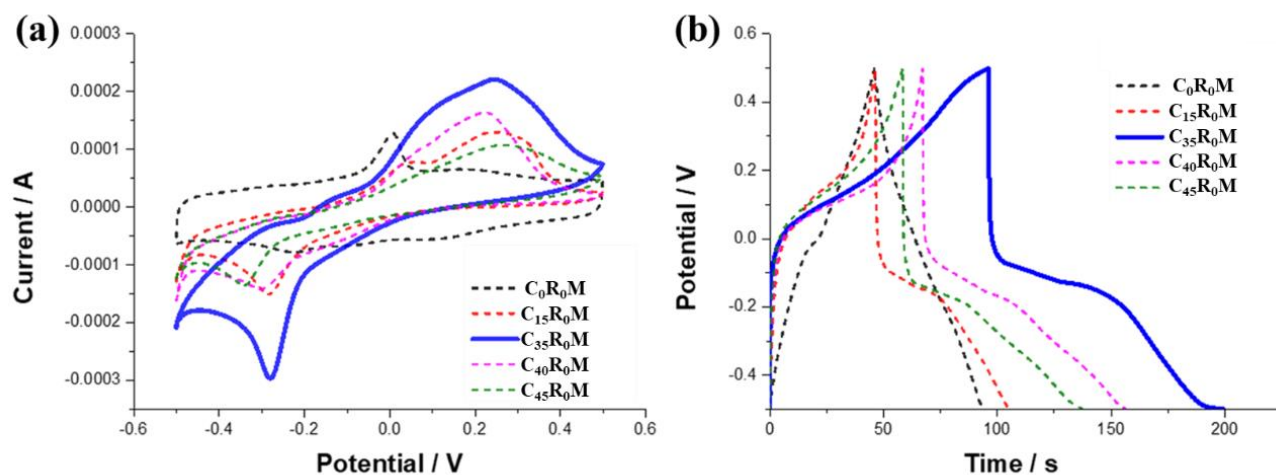 (a)
0.0003
0.0002
0.0001
0.0000
-0.0001
-0.0002
-0.0003
-0.6 -0.4 -0.2 0.0 0.2 0.4 0.6
Current / A
Potential / V
C₀R₀M
C₁₅R₀M
C₃₅R₀M
C₄₀R₀M
C₄₅R₀M
(b)
0.6
0.4
0.2
0.0
-0.2
-0.4
0 50 100 150 200
Potential / V
Time / s
C₀R₀M
C₁₅R₀M
C₃₅R₀M
C₄₀R₀M
C₄₅R₀M